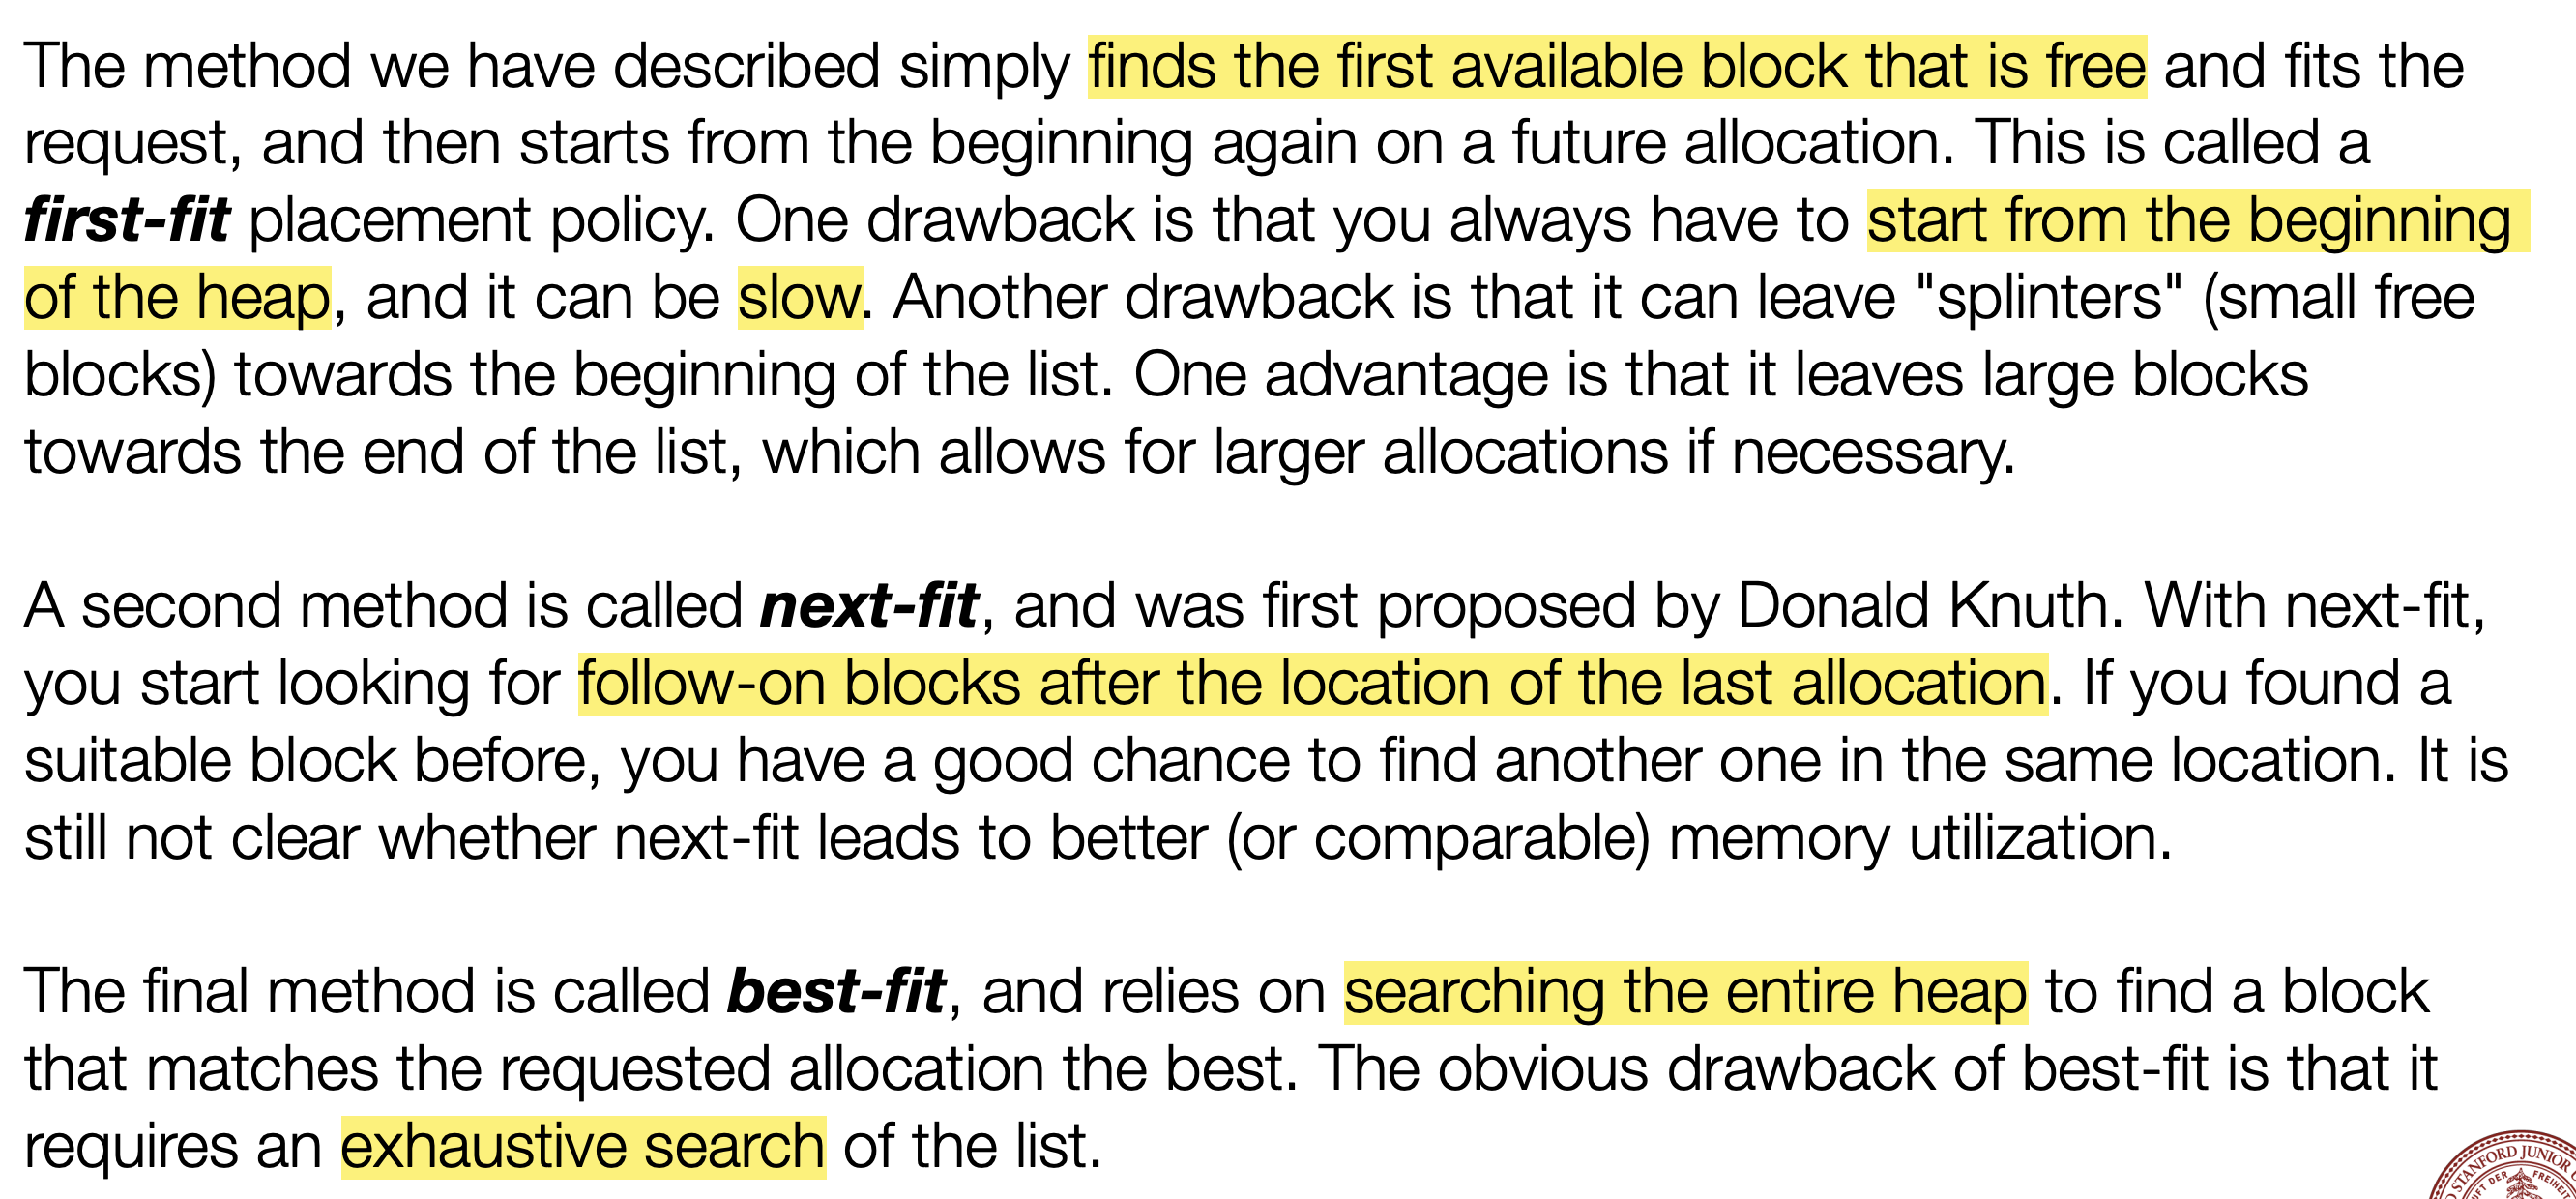 The method we have described simply finds the first available block that is free and fits the
request, and then starts from the beginning again on a future allocation. This is called a
first-fit placement policy. One drawback is that you always have to start from the beginning
of the heap, and it can be slow. Another drawback is that it can leave "splinters" (small free
blocks) towards the beginning of the list. One advantage is that it leaves large blocks
towards the end of the list, which allows for larger allocations if necessary.
A second method is called next-fit, and was first proposed by Donald Knuth. With next-fit,
you start looking for follow-on blocks after the location of the last allocation. If you found a
suitable block before, you have a good chance to find another one in the same location. It is
still not clear whether next-fit leads to better (or comparable) memory utilization.
The final method is called best-fit, and relies on searching the entire heap to find a block
that matches the requested allocation the best. The obvious drawback of best-fit is that it
requires an exhaustive search of the list.
STANFORD JUNIOR
DER FREIHEI